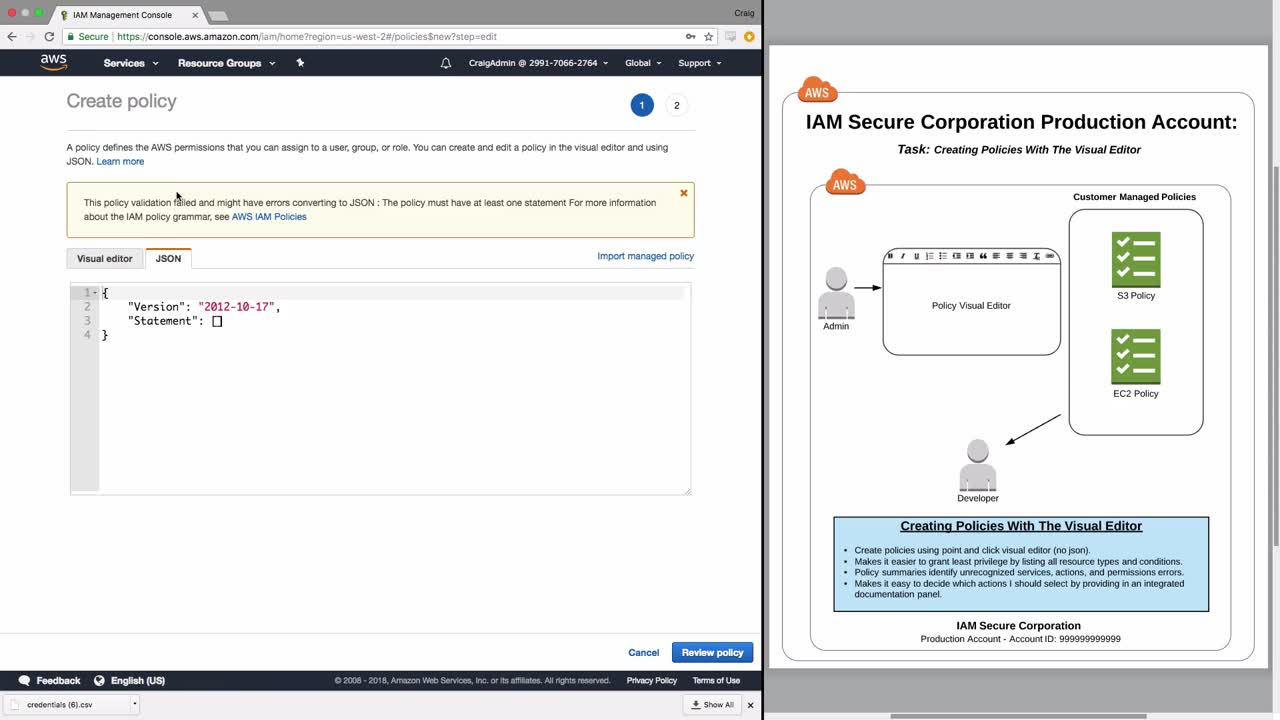 IAM Management Console
Craig
Secure
https://console.aws.amazon.com/iam/home?region=us-west-2#/policies$new?step=edit
aws
Services
Resource Groups
CraigAdmin @ 2991-7066-2764
Global
Support
Create policy
1
2
A policy defines the AWS permissions that you can assign to a user, group, or role. You can create and edit a policy in the visual editor and using
JSON. Learn more
This policy validation failed and might have errors converting to JSON : The policy must have at least one statement For more information
about the IAM policy grammar, see AWS IAM Policies
Visual editor
JSON
Import managed policy
1 {
2 "Version": "2012-10-17",
3 "Statement": []
4 }
Cancel
Review policy
Feedback
English (US)
© 2008 - 2018, Amazon Web Services, Inc. or its affiliates. All rights reserved.
Privacy Policy
Terms of Use
credentials (6).csv
Show All
AWS
IAM Secure Corporation Production Account:
Task: Creating Policies With The Visual Editor
AWS
Customer Managed Policies
Policy Visual Editor
Admin
S3 Policy
EC2 Policy
Developer
Creating Policies With The Visual Editor
• Create policies using point and click visual editor (no json).
• Makes it easier to grant least privilege by listing all resource types and conditions.
• Policy summaries identify unrecognized services, actions, and permissions errors.
• Makes it easy to decide which actions I should select by providing in an integrated
documentation panel.
IAM Secure Corporation
Production Account - Account ID: 999999999999